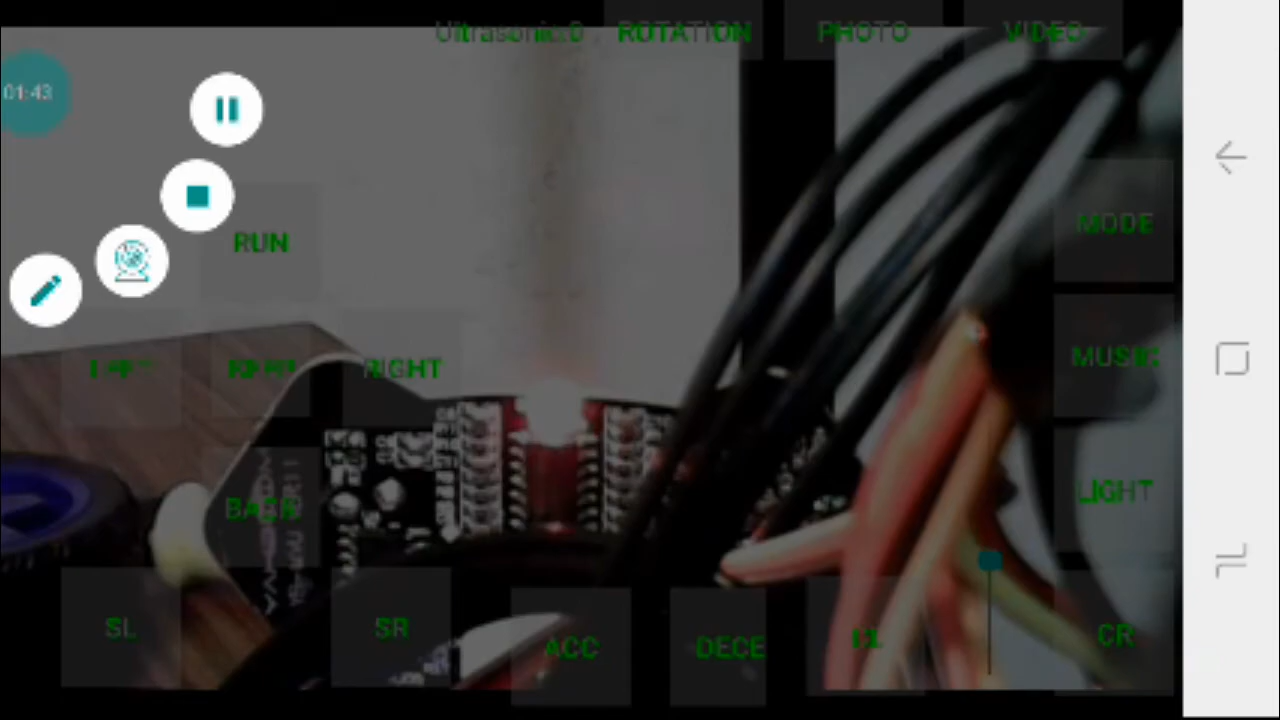 Ultrasonic:0
ROTATION
PHOTO
VIDEO
01:43
RUN
MODE
MUSIC
RIGHT
LIGHT
BACK
SL
SR
ACC
DECE
CR